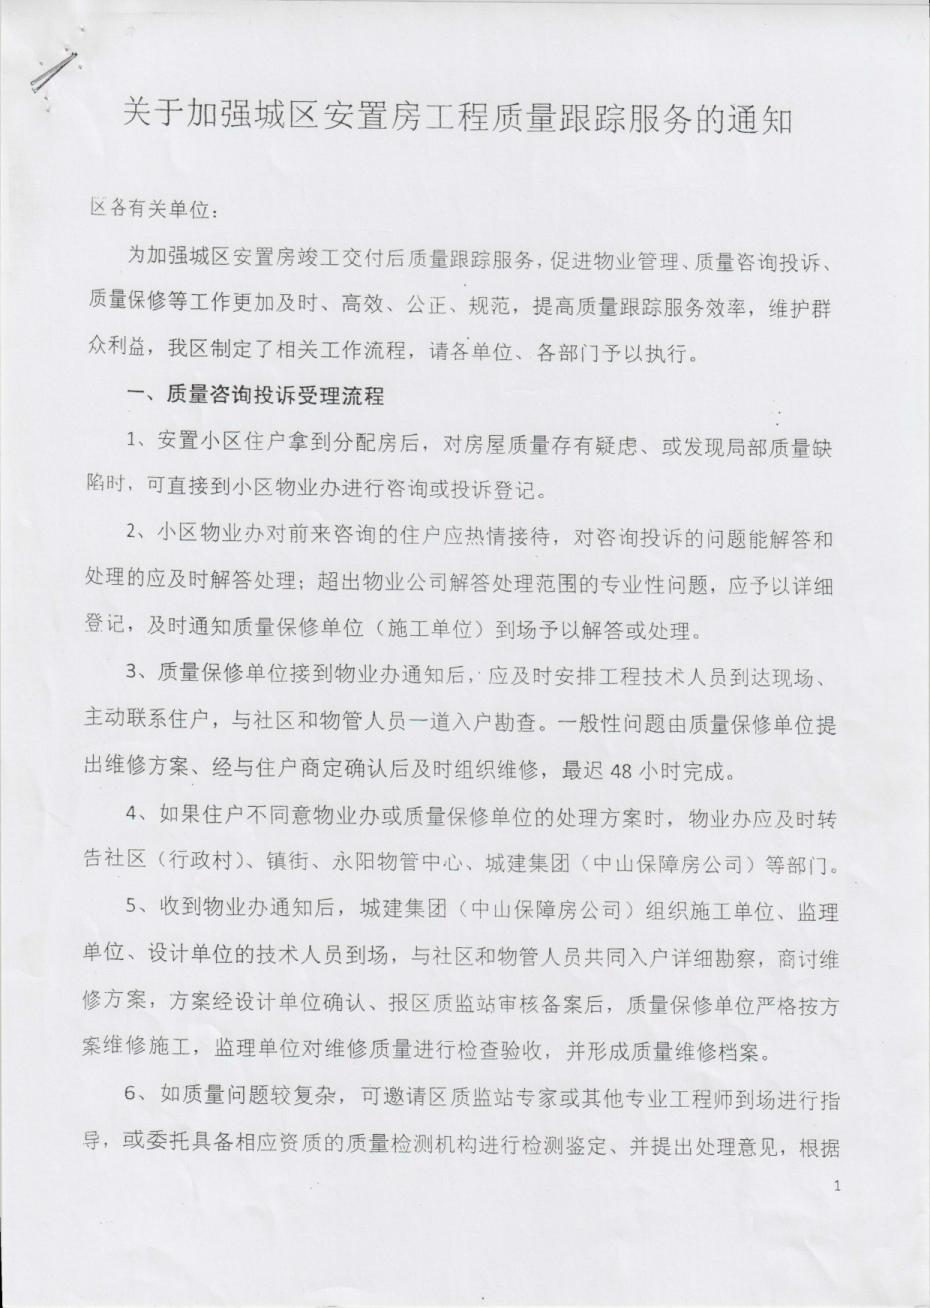 关于加强城区安置房工程质量跟踪服务的通知
区各有关单位：
为加强城区安置房竣工交付后质量跟踪服务，促进物业管理、质量咨询投诉、
质量保修等工作更加及时、高效、公正、规范，提高质量跟踪服务效率，维护群
众利益，我区制定了相关工作流程，请各单位、各部门予以执行。
一、质量咨询投诉受理流程
1、安置小区住户拿到分配房后，对房屋质量存有疑虑、或发现局部质量缺
陷时，可直接到小区物业办进行咨询或投诉登记。
2、小区物业办对前来咨询的住户应热情接待，对咨询投诉的问题能解答和
处理的应及时解答处理；超出物业公司解答处理范围的专业性问题，应予以详细
登记，及时通知质量保修单位（施工单位）到场予以解答或处理。
3、质量保修单位接到物业办通知后，应及时安排工程技术人员到达现场、
主动联系住户，与社区和物管人员一道入户勘查。一般性问题由质量保修单位提
出维修方案、经与住户商定确认后及时组织维修，最迟 48 小时完成。
4、如果住户不同意物业办或质量保修单位的处理方案时，物业办应及时转
告社区（行政村）、镇街、永阳物管中心、城建集团（中山保障房公司）等部门。
5、收到物业办通知后，城建集团（中山保障房公司）组织施工单位、监理
单位、设计单位的技术人员到场，与社区和物管人员共同入户详细勘察，商讨维
修方案，方案经设计单位确认、报区质监站审核备案后，质量保修单位严格按方
案维修施工，监理单位对维修质量进行检查验收，并形成质量维修档案。
6、如质量问题较复杂，可邀请区质监站专家或其他专业工程师到场进行指
导，或委托具备相应资质的质量检测机构进行检测鉴定、并提出处理意见，根据
1